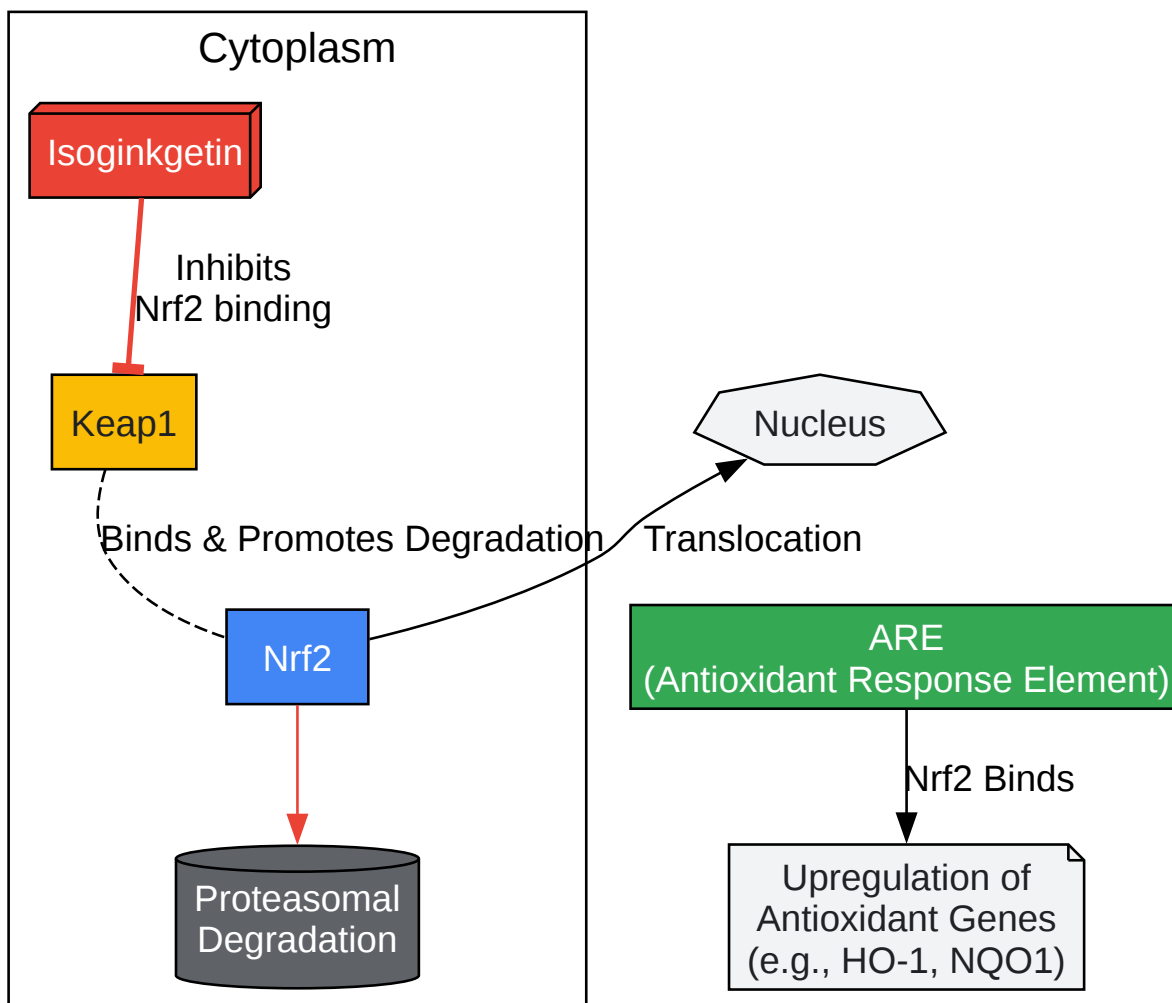 Cytoplasm
Isoginkgetin
Inhibits
Nrf2 binding
Keap1
Nucleus
Binds & Promotes Degradation
Translocation
Nrf2
ARE
(Antioxidant Response Element)
Nrf2 Binds
Proteasomal
Degradation
Upregulation of
Antioxidant Genes
(e.g., HO-1, NQO1)